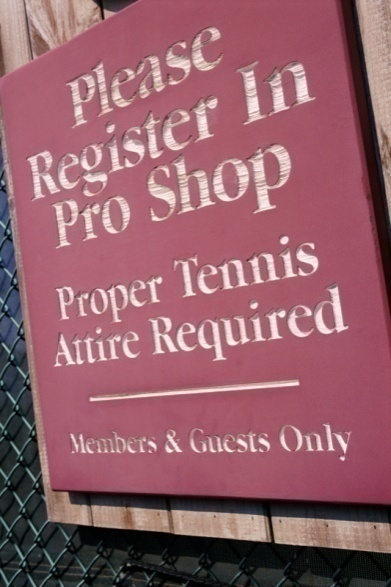 Please
Register In
Pro Shop
Proper Tennis
Attire Required
Members & Guests Only